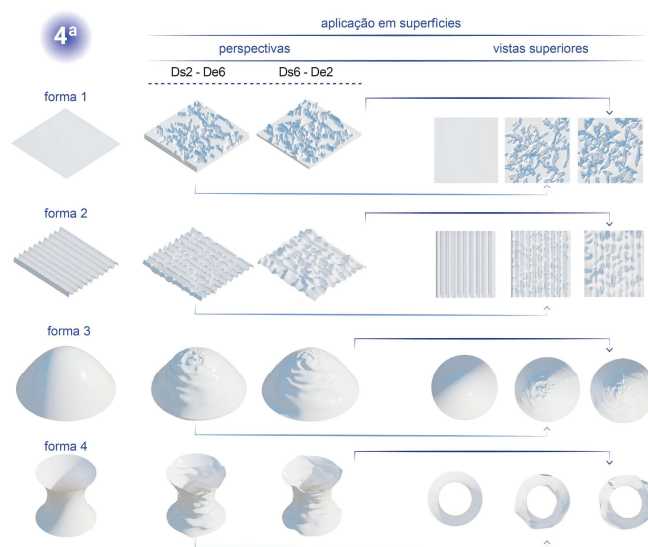 4ª
aplicação em superfícies
perspectivas
vistas superiores
Ds2 - De6
Ds6 - De2
forma 1
forma 2
forma 3
forma 4